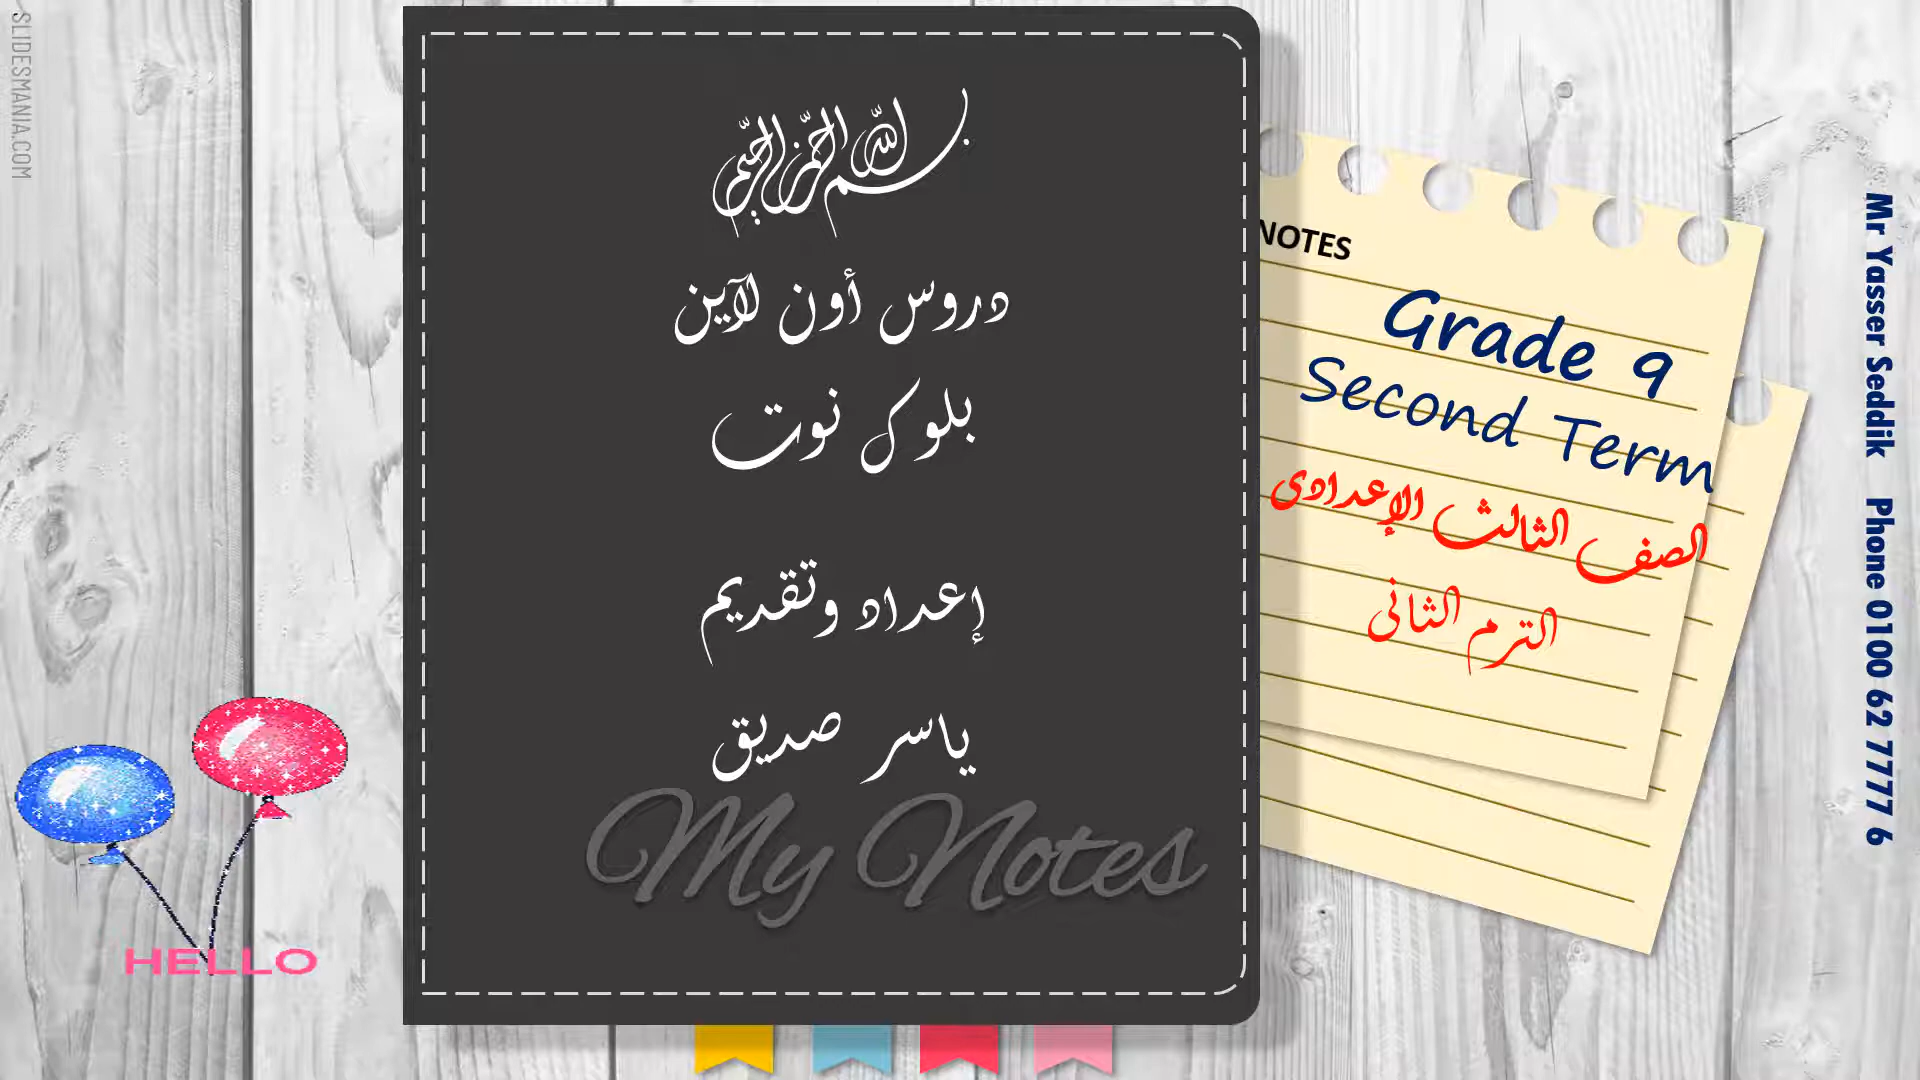 SLIDESMANIA.COM
بسم الله الرحمن الرحيم
دروس أون لآين
بلوك نوت
إعداد وتقديم
ياسر صديق
My Notes
NOTES
Grade 9
Second Term
الصف الثالث الإعدادى
الترم الثانى
Mr Yasser Seddik Phone 0100 62 7777 6
HELLO